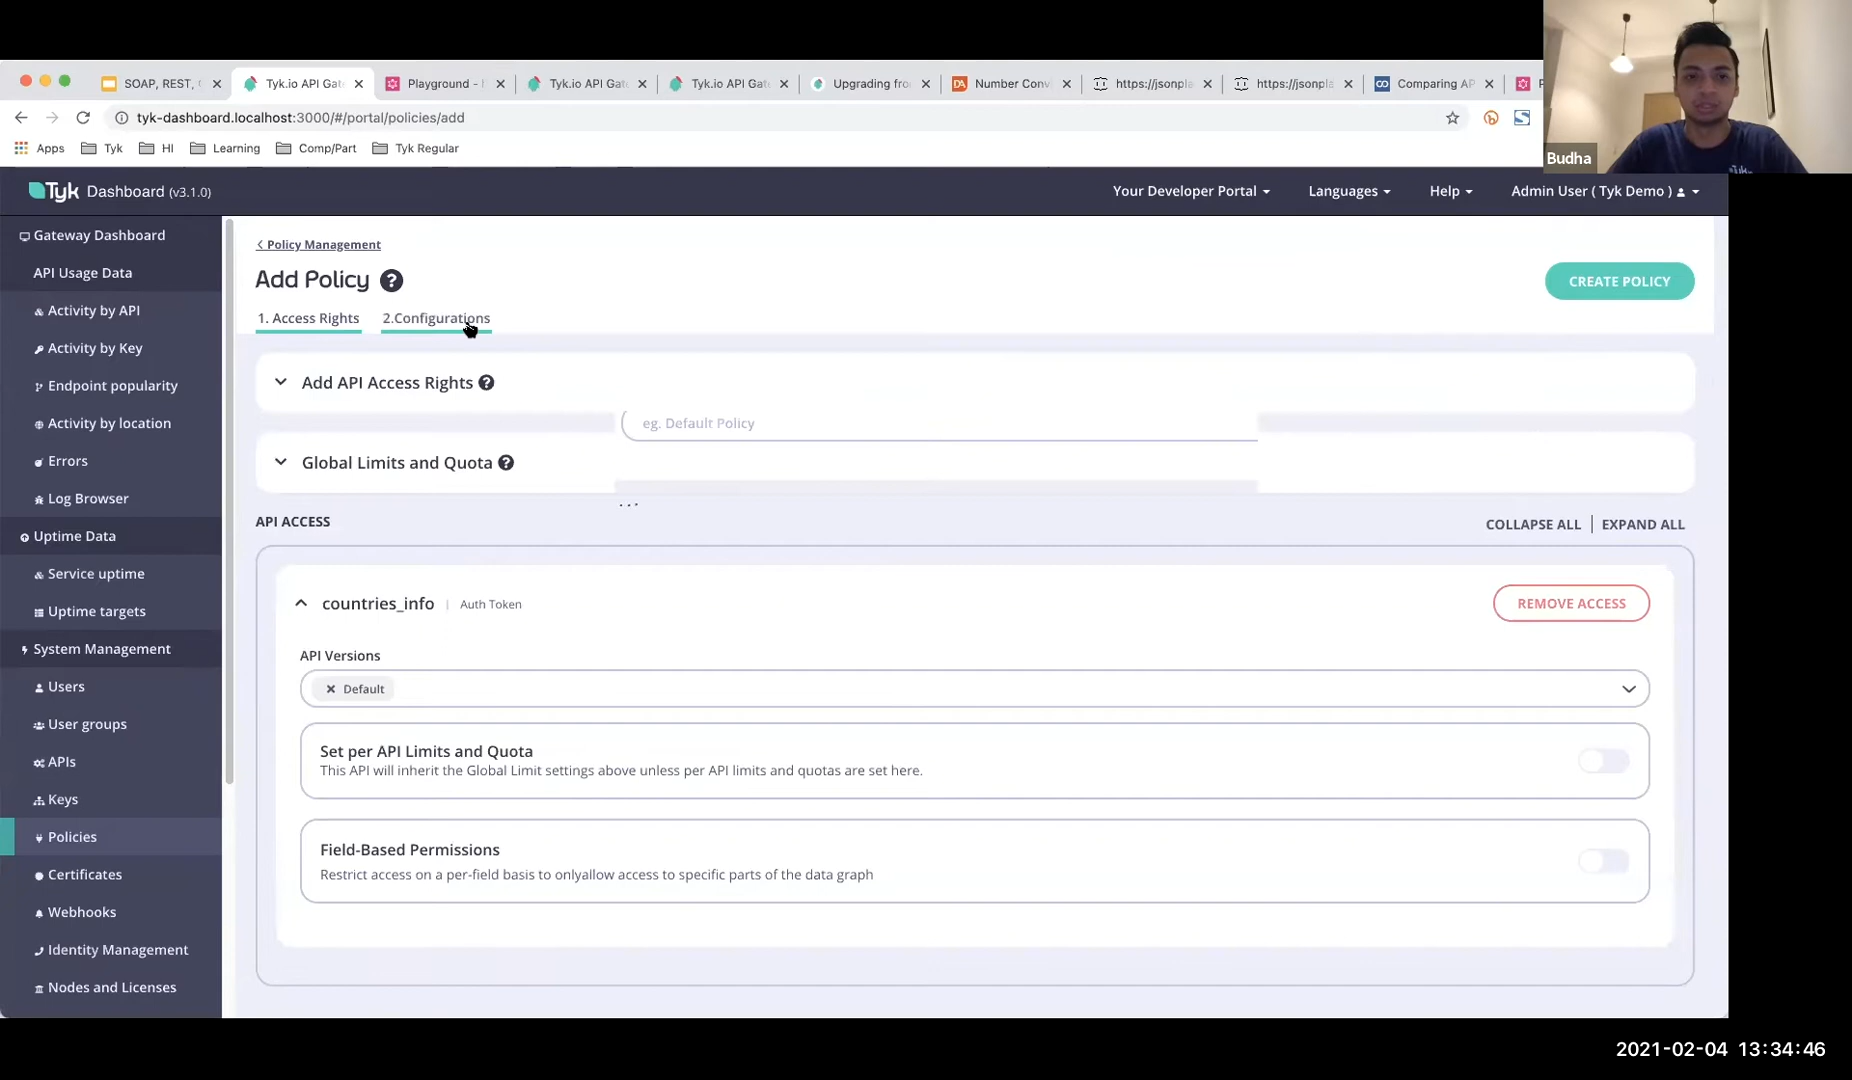 SOAP, REST,
Tyk.io API Gate
Playground -
Tyk.io API Gate
Tyk.io API Gate
Upgrading fro
Number Conv
https://jsonpla
https://jsonpla
Comparing AP
tyk-dashboard.localhost:3000/#/portal/policies/add
Apps
Tyk
HI
Learning
Comp/Part
Tyk Regular
Budha
Tyk Dashboard (v3.1.0)
Your Developer Portal
Languages
Help
Admin User ( Tyk Demo )
Gateway Dashboard
API Usage Data
Activity by API
Activity by Key
Endpoint popularity
Activity by location
Errors
Log Browser
Uptime Data
Service uptime
Uptime targets
System Management
Users
User groups
APIs
Keys
Policies
Certificates
Webhooks
Identity Management
Nodes and Licenses
< Policy Management
Add Policy ?
CREATE POLICY
1. Access Rights
2.Configurations
Add API Access Rights ?
eg. Default Policy
Global Limits and Quota ?
API ACCESS
COLLAPSE ALL | EXPAND ALL
countries_info | Auth Token
REMOVE ACCESS
API Versions
× Default
Set per API Limits and Quota
This API will inherit the Global Limit settings above unless per API limits and quotas are set here.
Field-Based Permissions
Restrict access on a per-field basis to onlyallow access to specific parts of the data graph
2021-02-04 13:34:46